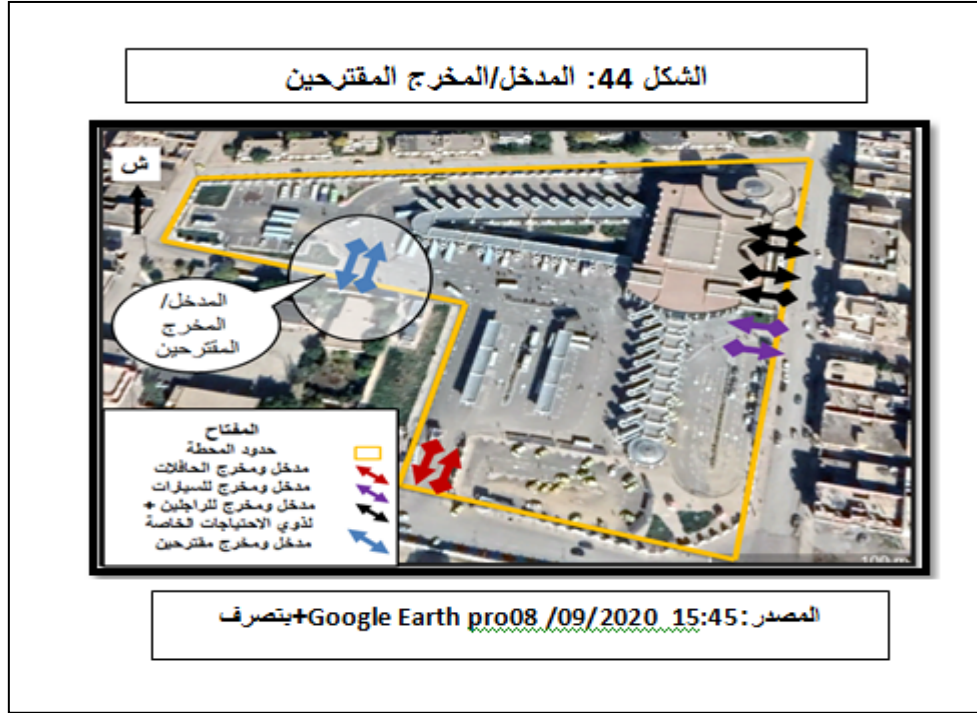 الشكل 44: المدخل/المخرج المقترحين
ش
المدخل/
المخرج
المقترحين
المفتاح
حدود المحطة
مدخل ومخرج الحافلات
مدخل ومخرج للسيارات
مدخل ومخرج للراجلين +
لذوي الاحتياجات الخاصة
مدخل ومخرج مقترحين
100 m
المصدر:Google Earth pro08 /09/2020 15:45+بتصرف